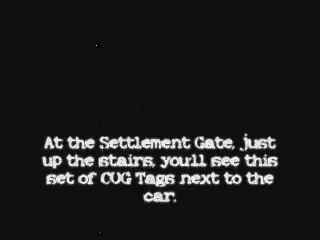 At the Settlement Gate, just
up the stairs, you'll see this
set of COG Tags next to the
car.